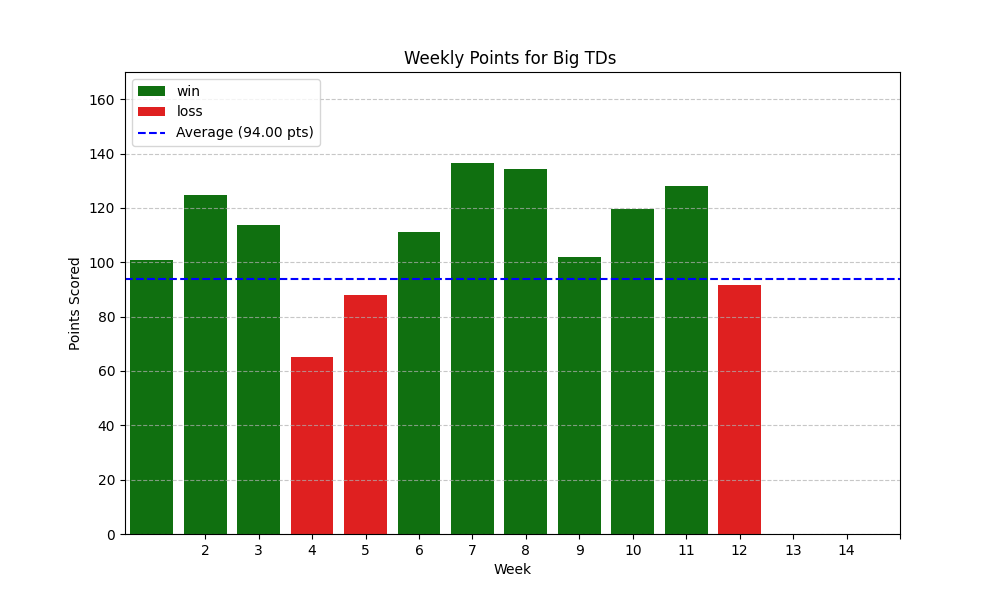 Weekly Points for Big TDs
win
loss
Average (94.00 pts)
160
140
120
100
80
60
40
20
0
Points Scored
2 3 4 5 6 7 8 9 10 11 12 13 14
Week